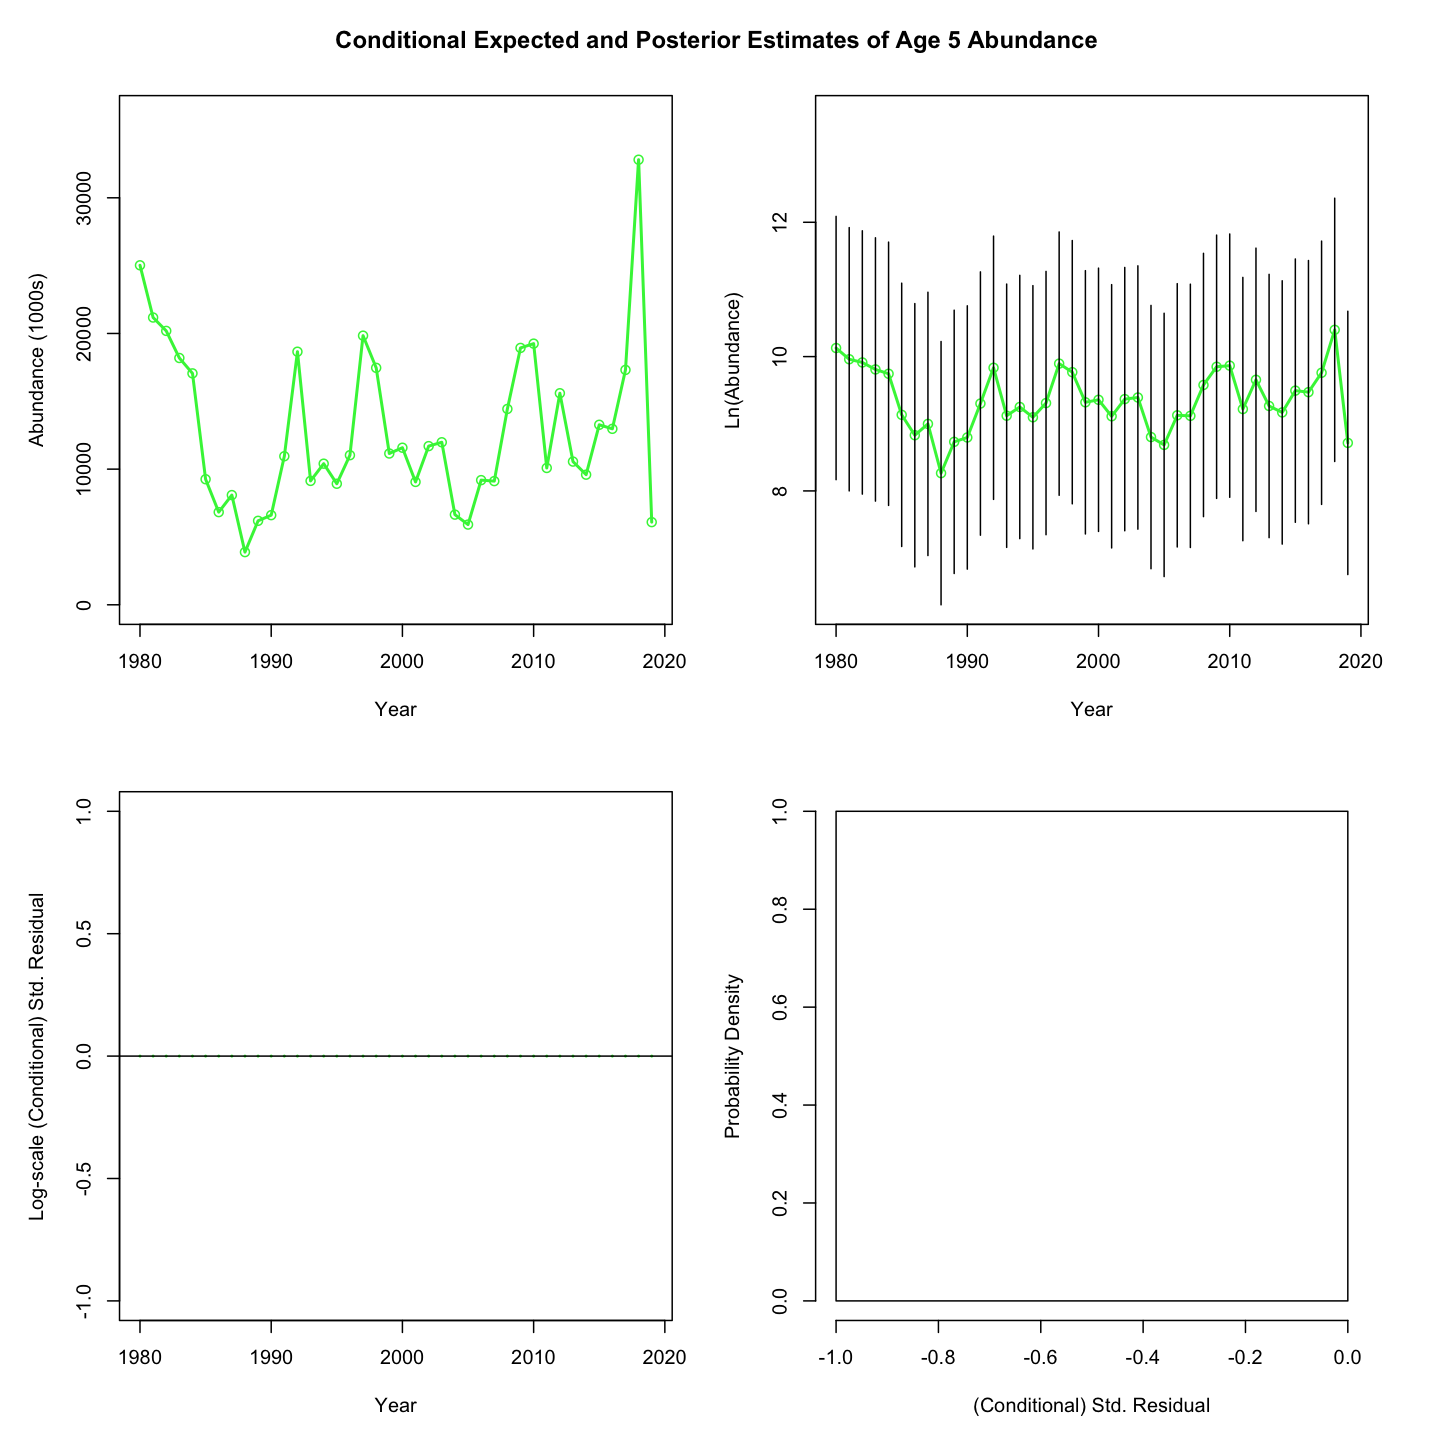 Conditional Expected and Posterior Estimates of Age 5 Abundance
Abundance (1000s)
30000
20000
10000
0
1980 1990 2000 2010 2020
Year
Ln(Abundance)
12
10
8
1980 1990 2000 2010 2020
Year
Log-scale (Conditional) Std. Residual
1.0
0.5
0.0
-0.5
-1.0
1980 1990 2000 2010 2020
Year
Probability Density
1.0
0.8
0.6
0.4
0.2
0.0
-1.0 -0.8 -0.6 -0.4 -0.2 0.0
(Conditional) Std. Residual